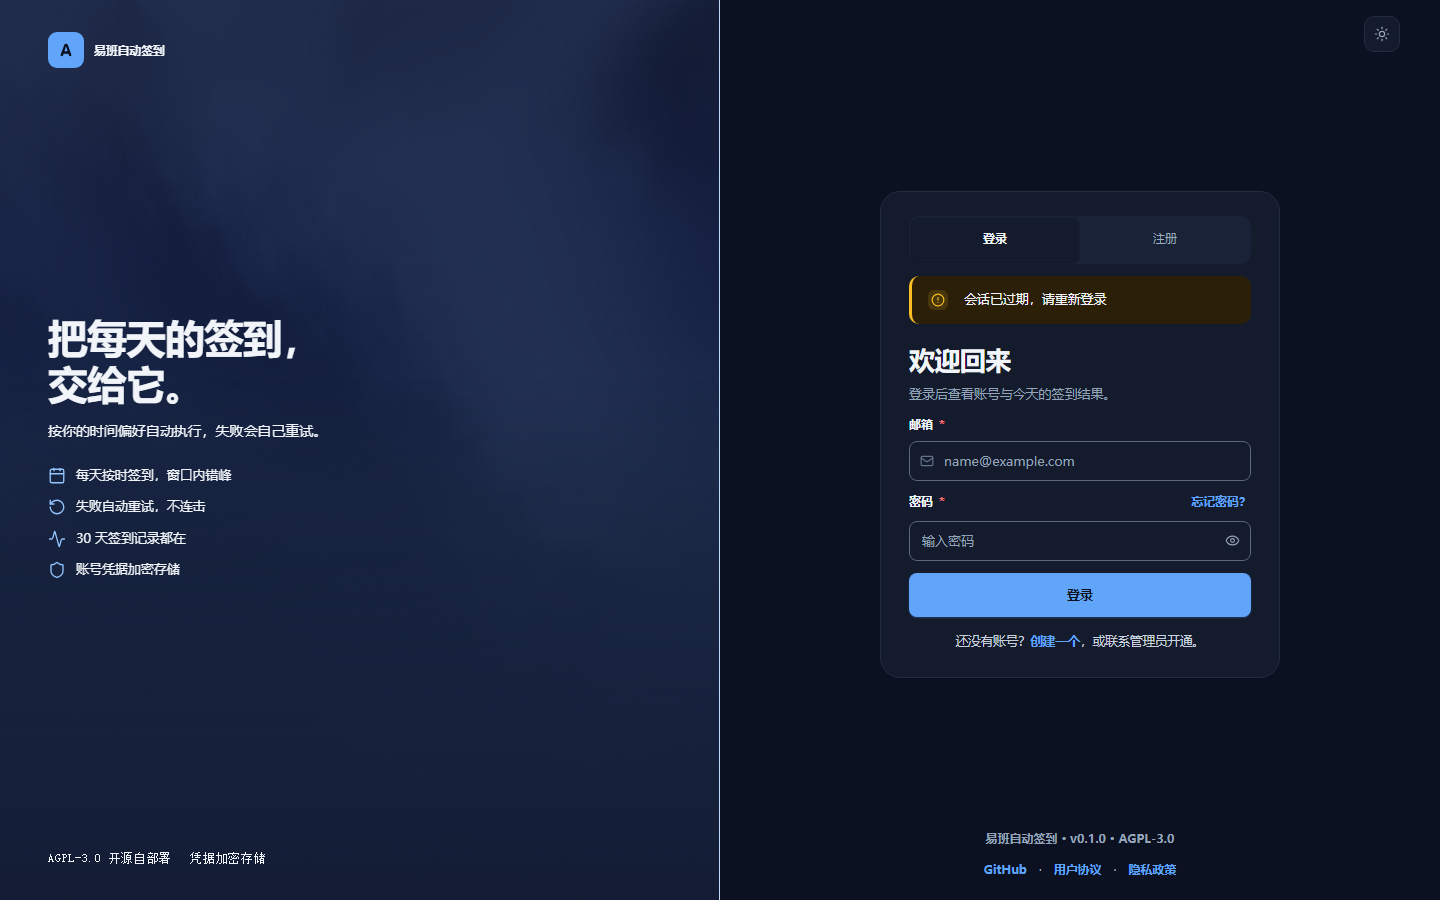 A 易班自动签到
把每天的签到，
交给它。
按你的时间偏好自动执行，失败会自己重试。
每天按时签到，窗口内错峰
失败自动重试，不连击
30 天签到记录都在
账号凭据加密存储
AGPL-3.0 开源自部署 凭据加密存储
登录 注册
会话已过期，请重新登录
欢迎回来
登录后查看账号与今天的签到结果。
邮箱 *
name@example.com
密码 * 忘记密码?
输入密码
登录
还没有账号? 创建一个，或联系管理员开通。
易班自动签到 • v0.1.0 • AGPL-3.0
GitHub · 用户协议 · 隐私政策